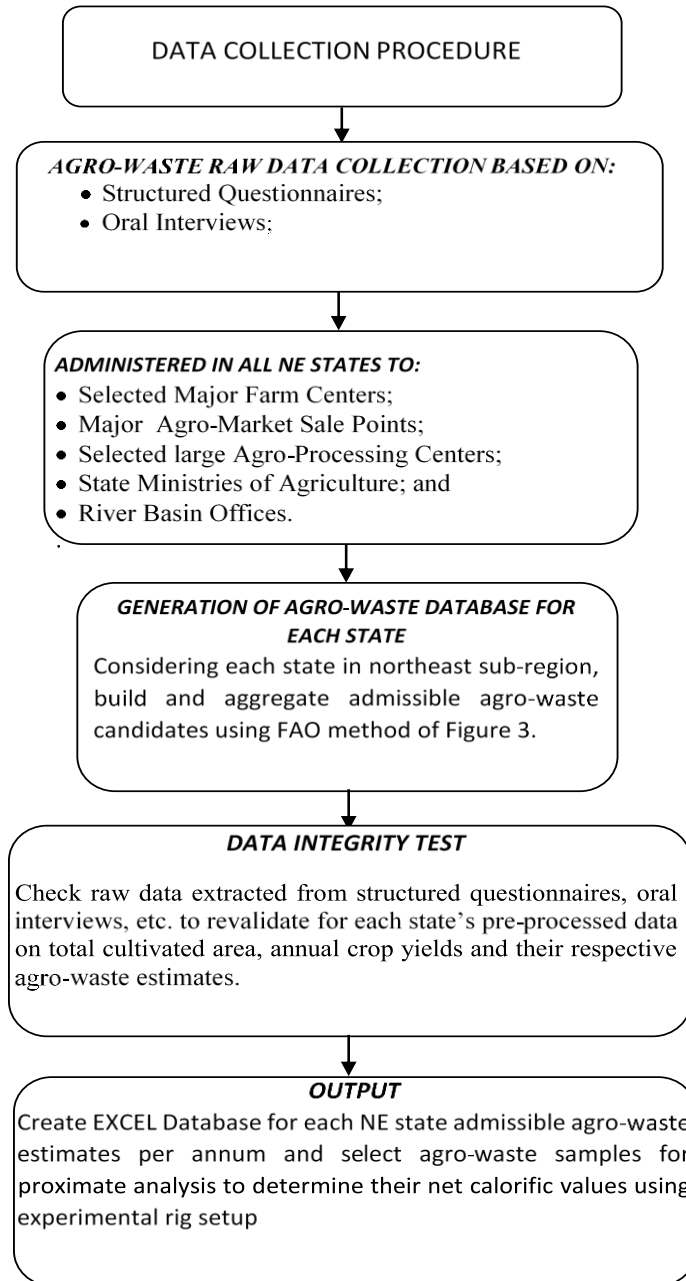 DATA COLLECTION PROCEDURE
AGRO-WASTE RAW DATA COLLECTION BASED ON:
• Structured Questionnaires;
• Oral Interviews;
ADMINISTERED IN ALL NE STATES TO:
• Selected Major Farm Centers;
• Major Agro-Market Sale Points;
• Selected large Agro-Processing Centers;
• State Ministries of Agriculture; and
• River Basin Offices.
.
GENERATION OF AGRO-WASTE DATABASE FOR
EACH STATE
Considering each state in northeast sub-region,
build and aggregate admissible agro-waste
candidates using FAO method of Figure 3.
DATA INTEGRITY TEST
Check raw data extracted from structured questionnaires, oral
interviews, etc. to revalidate for each state's pre-processed data
on total cultivated area, annual crop yields and their respective
agro-waste estimates.
OUTPUT
Create EXCEL Database for each NE state admissible agro-waste
estimates per annum and select agro-waste samples for
proximate analysis to determine their net calorific values using
experimental rig setup